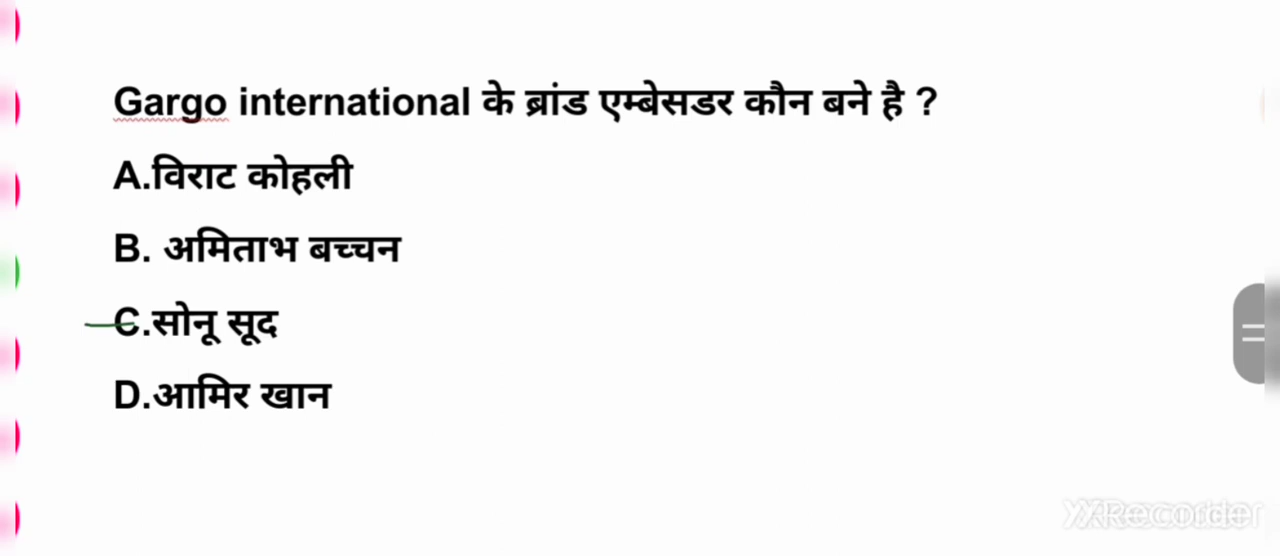 Gargo international के ब्रांड एम्बेसडर कौन बने है ?
A.विराट कोहली
B. अमिताभ बच्चन
C.सोनू सूद
D.आमिर खान
XRecorder